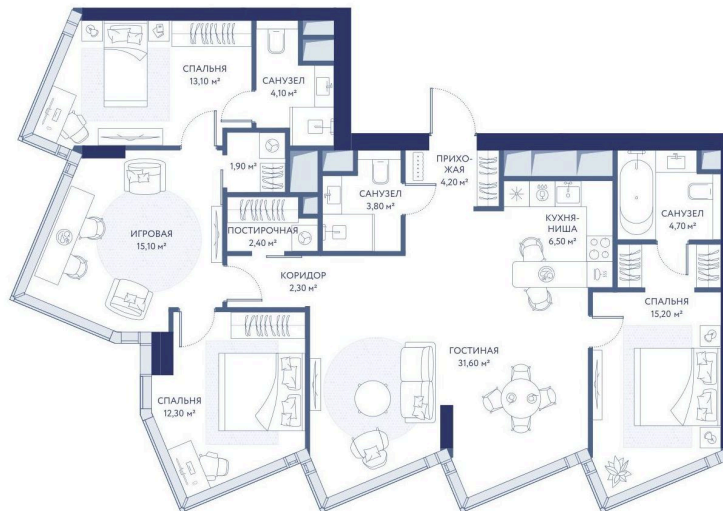 СПАЛЬНЯ
13,10 м²
САНУЗЕЛ
4,10 м²
1,90 м²
ПРИХО-
ЖАЯ
4,20 м²
САНУЗЕЛ
3,80 м²
КУХНЯ-
НИША
6,50 м²
САНУЗЕЛ
4,70 м²
ИГРОВАЯ
15,10 м²
ПОСТИРОЧНАЯ
2,40 м²
КОРИДОР
2,30 м²
СПАЛЬНЯ
15,20 м²
ГОСТИНАЯ
31,60 м²
СПАЛЬНЯ
12,30 м²